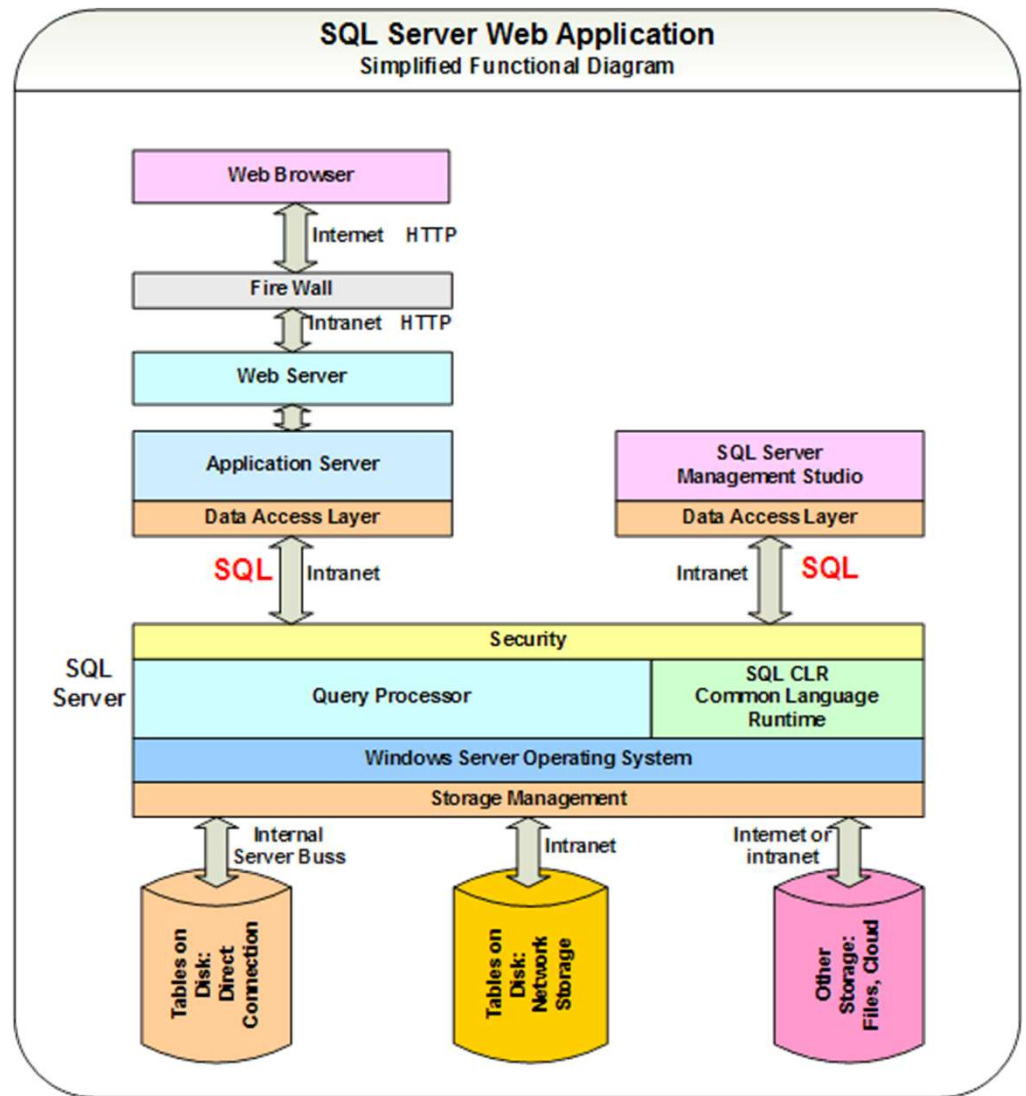 SQL Server Web Application
Simplified Functional Diagram
Web Browser
Internet HTTP
Fire Wall
Intranet HTTP
Web Server
Application Server
Data Access Layer
SQL Server
Management Studio
Data Access Layer
SQL
Intranet
Intranet
SQL
SQL
Server
Security
Query Processor
SQL CLR
Common Language
Runtime
Windows Server Operating System
Storage Management
Internal
Server Buss
Intranet
Internet or
intranet
Tables on
Disk:
Direct
Connection
Tables on
Disk:
Network
Storage
Other
Storage:
Files, Cloud